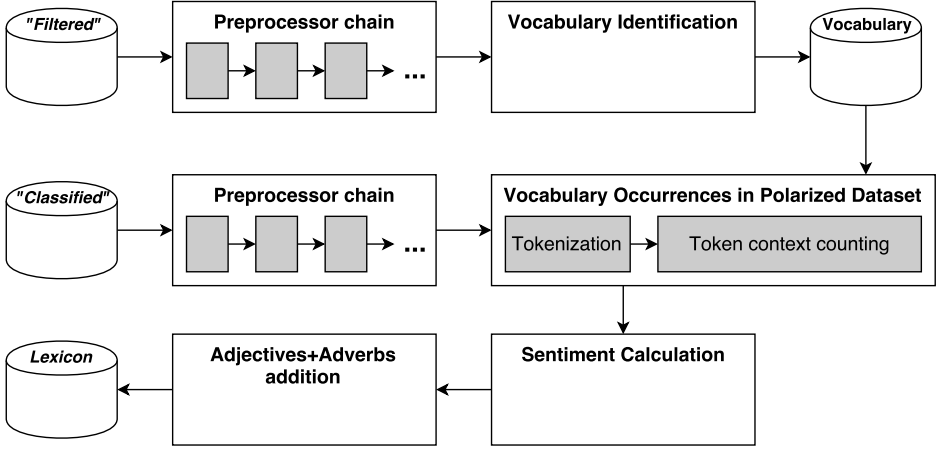 "Filtered"
Preprocessor chain
...
Vocabulary Identification
Vocabulary
"Classified"
Preprocessor chain
...
Vocabulary Occurrences in Polarized Dataset
Tokenization
Token context counting
Lexicon
Adjectives+Adverbs
addition
Sentiment Calculation